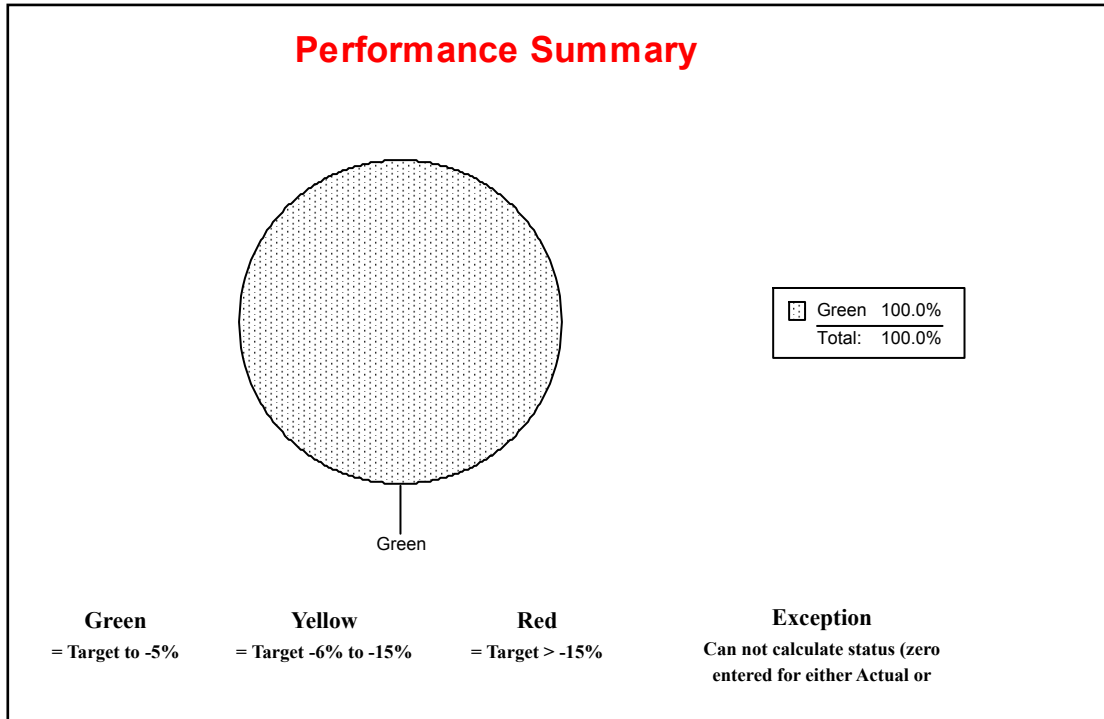 Performance Summary
Green 100.0%
Total: 100.0%
Green
Green
= Target to -5%
Yellow
= Target -6% to -15%
Red
= Target > -15%
Exception
Can not calculate status (zero
entered for either Actual or